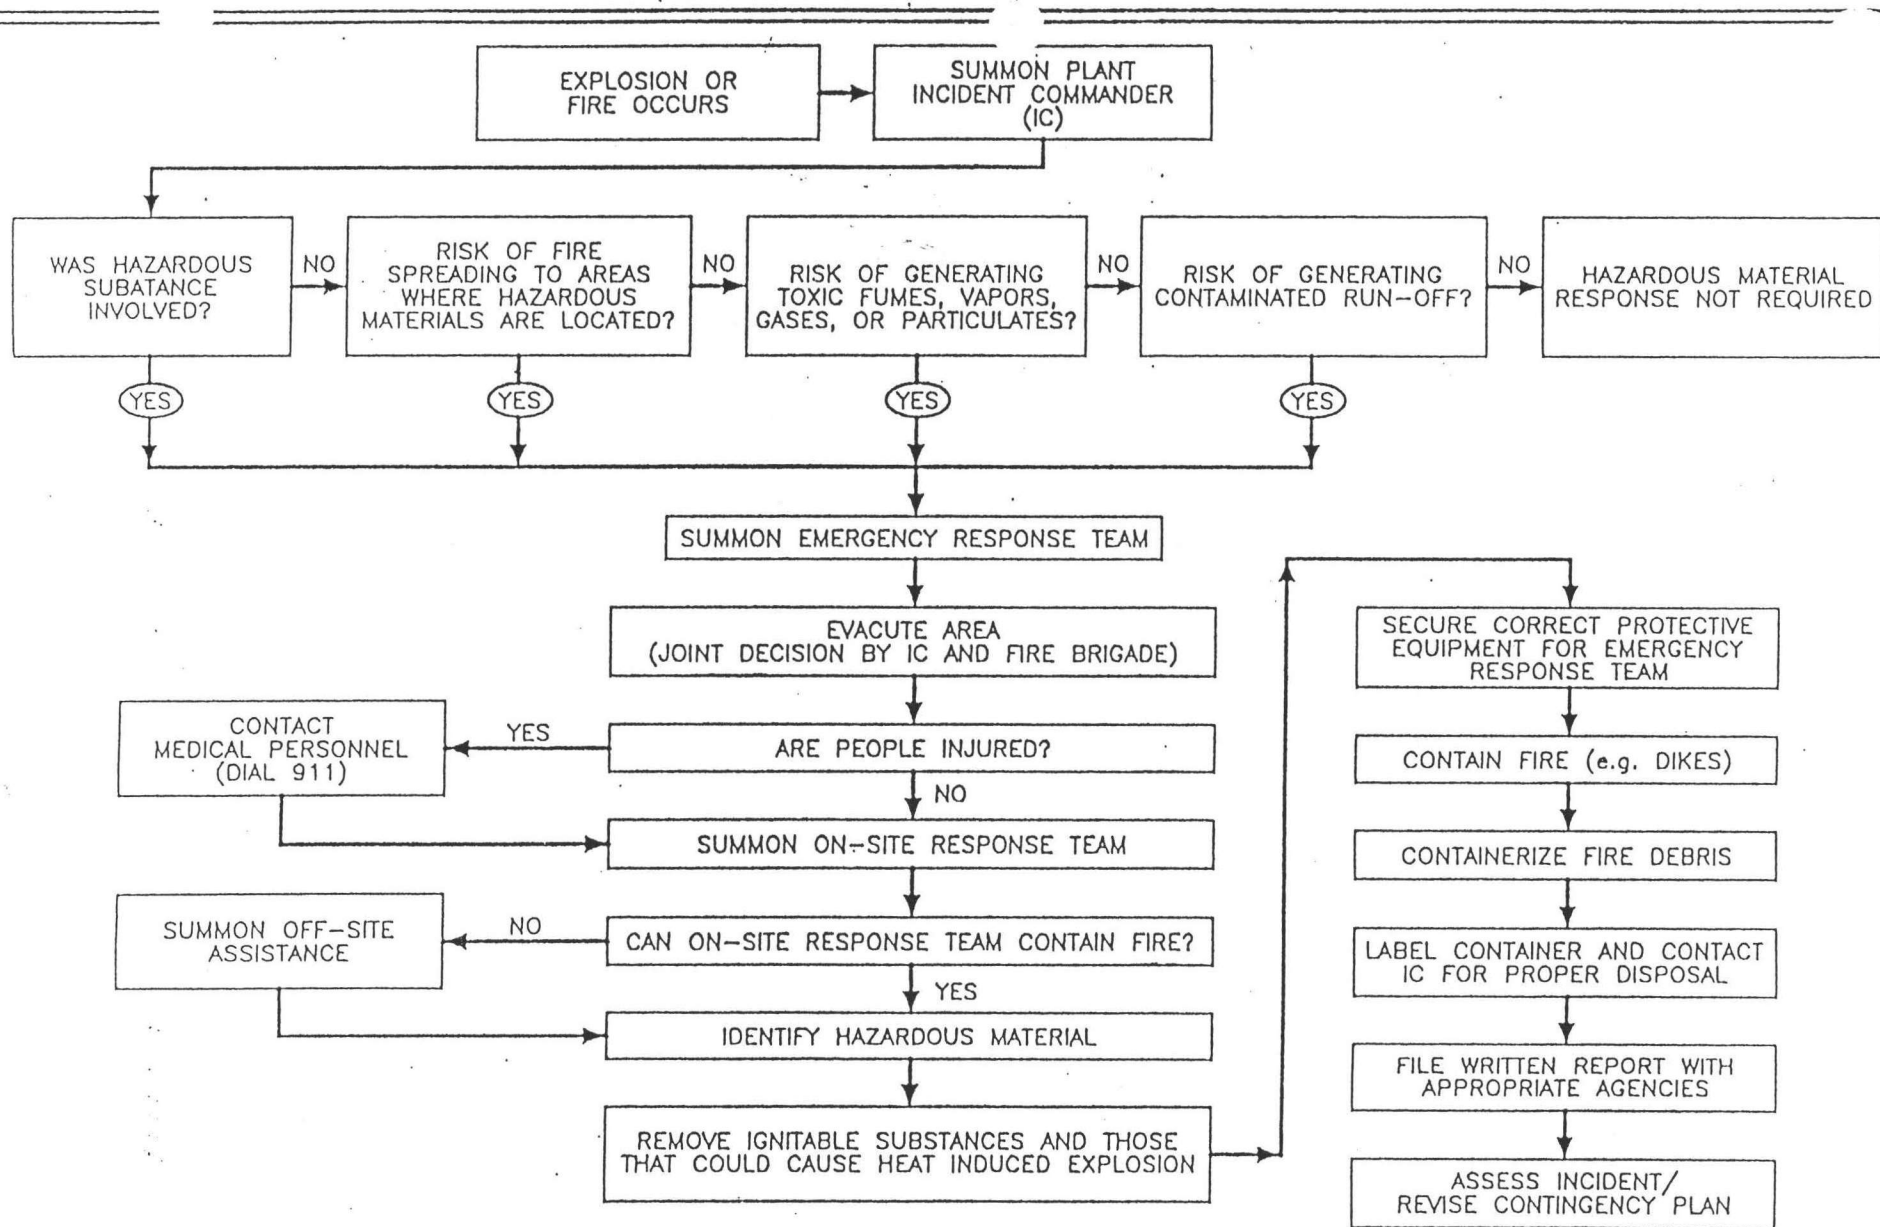 EXPLOSION OR
FIRE OCCURS
SUMMON PLANT
INCIDENT COMMANDER
(IC)
WAS HAZARDOUS
SUBATANCE
INVOLVED?
NO
RISK OF FIRE
SPREADING TO AREAS
WHERE HAZARDOUS
MATERIALS ARE LOCATED?
NO
RISK OF GENERATING
TOXIC FUMES, VAPORS,
GASES, OR PARTICULATES?
NO
RISK OF GENERATING
CONTAMINATED RUN-OFF?
NO
HAZARDOUS MATERIAL
RESPONSE NOT REQUIRED
YES
YES
YES
YES
SUMMON EMERGENCY RESPONSE TEAM
EVACUTE AREA
(JOINT DECISION BY IC AND FIRE BRIGADE)
ARE PEOPLE INJURED?
YES
CONTACT
MEDICAL PERSONNEL
(DIAL 911)
NO
SUMMON ON-SITE RESPONSE TEAM
CAN ON-SITE RESPONSE TEAM CONTAIN FIRE?
NO
SUMMON OFF-SITE
ASSISTANCE
YES
IDENTIFY HAZARDOUS MATERIAL
REMOVE IGNITABLE SUBSTANCES AND THOSE
THAT COULD CAUSE HEAT INDUCED EXPLOSION
SECURE CORRECT PROTECTIVE
EQUIPMENT FOR EMERGENCY
RESPONSE TEAM
CONTAIN FIRE (e.g. DIKES)
CONTAINERIZE FIRE DEBRIS
LABEL CONTAINER AND CONTACT
IC FOR PROPER DISPOSAL
FILE WRITTEN REPORT WITH
APPROPRIATE AGENCIES
ASSESS INCIDENT/
REVISE CONTINGENCY PLAN